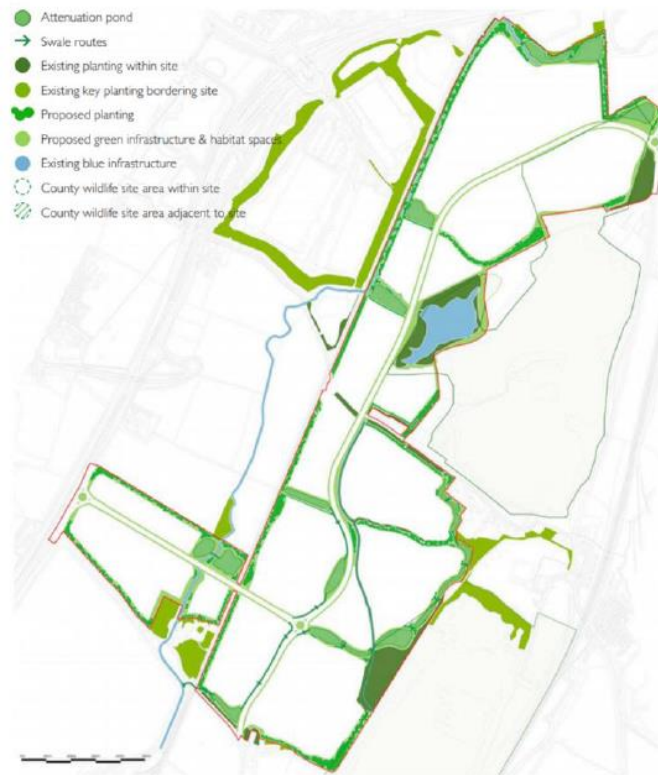 Attenuation pond
Swale routes
Existing planting within site
Existing key planting bordering site
Proposed planting
Proposed green infrastructure & habitat spaces
Existing blue infrastructure
County wildlife site area within site
County wildlife site area adjacent to site